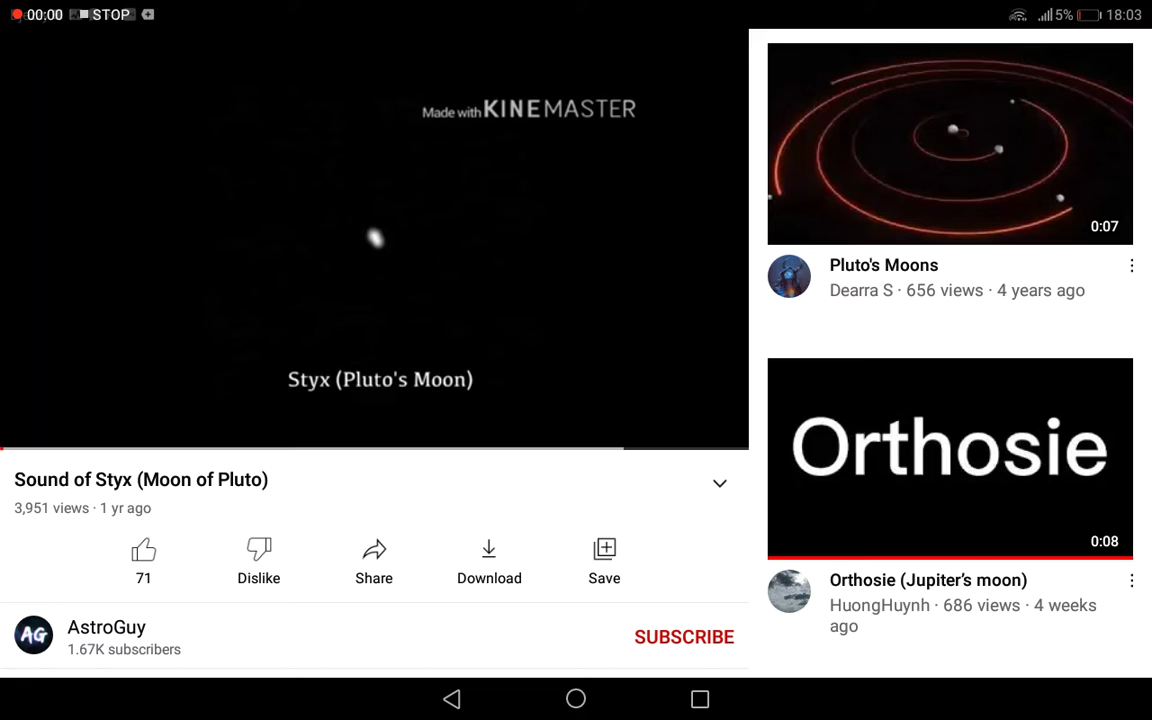 00:00 STOP 5% 18:03
Made with KINEMASTER
Styx (Pluto's Moon)
Sound of Styx (Moon of Pluto)
3,951 views · 1 yr ago
71 Dislike Share Download Save
AG
AstroGuy
1.67K subscribers
SUBSCRIBE
0:07
Pluto's Moons
Dearra S · 656 views · 4 years ago
Orthosie
0:08
Orthosie (Jupiter’s moon)
HuongHuynh · 686 views · 4 weeks
ago